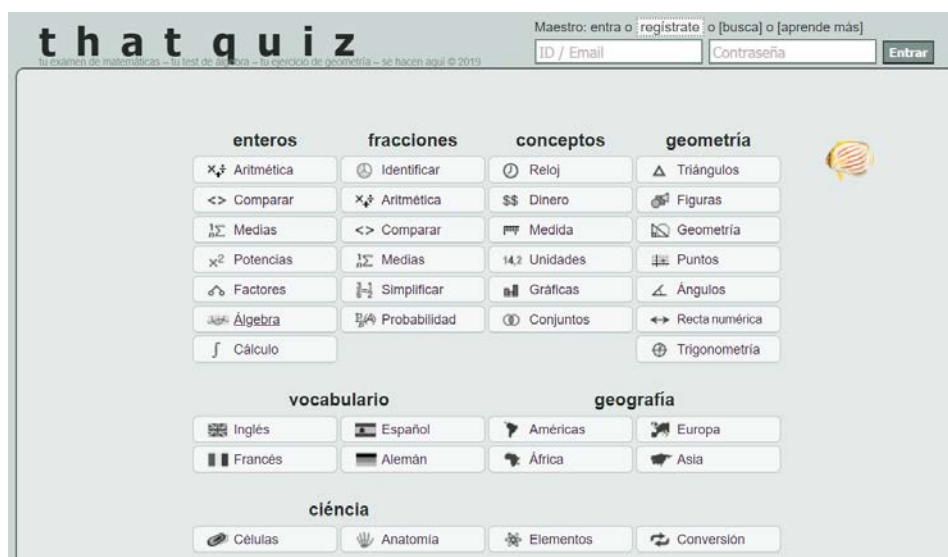 that quiz
tu examen de matemáticas – tu test de álgebra – tu ejercicio de geometría – se hacen aquí © 2019
Maestro: entra o regístrate o [busca] o [aprende más]
ID / Email Contraseña Entrar
enteros fracciones conceptos geometría
Aritmética Identificar Reloj Triángulos
<> Comparar Aritmética $$ Dinero Figuras
Medias <> Comparar Medida Geometría
x² Potencias Medias 14,2 Unidades Puntos
Factores Simplificar Gráficas Ángulos
Álgebra Probabilidad Conjuntos Recta numérica
∫ Cálculo Trigonometría
vocabulario geografía
Inglés Español Américas Europa
Francés Alemán África Asia
ciéncia
Células Anatomía Elementos Conversión